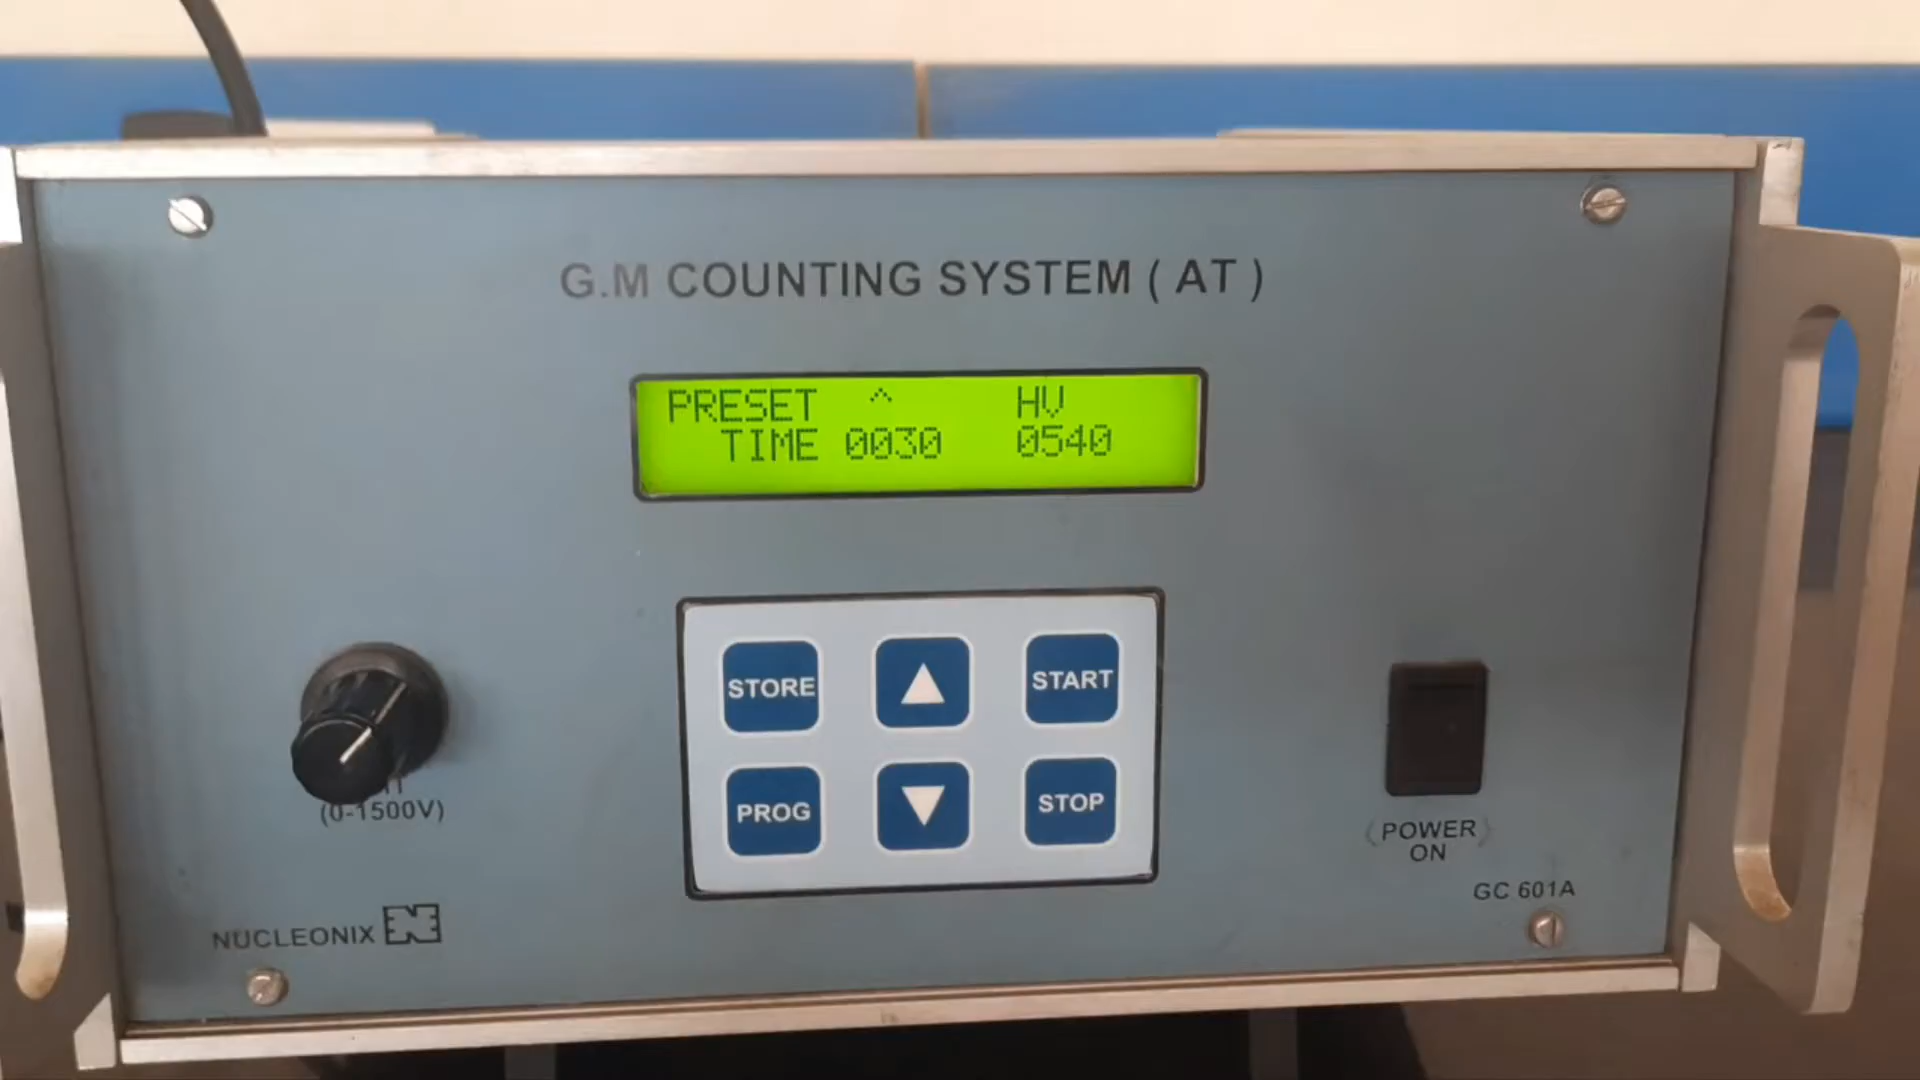 G.M COUNTING SYSTEM ( AT )
PRESET ^ HV
TIME 0030 0540
STORE
START
PROG
STOP
(0-1500V)
POWER
ON
GC 601A
NUCLEONIX